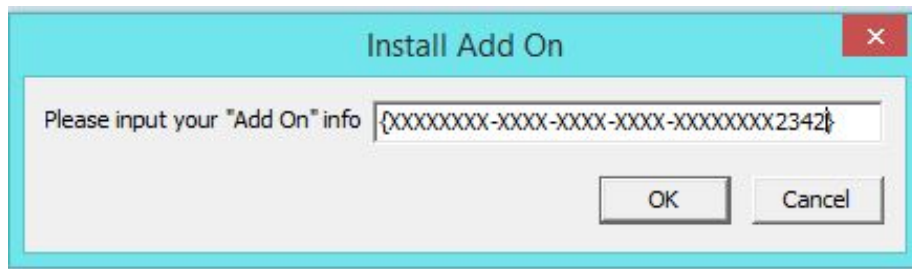 Install Add On
Please input your "Add On" info {XXXXXXXX-XXXX-XXXX-XXXX-XXXXXXXX2342}
OK Cancel